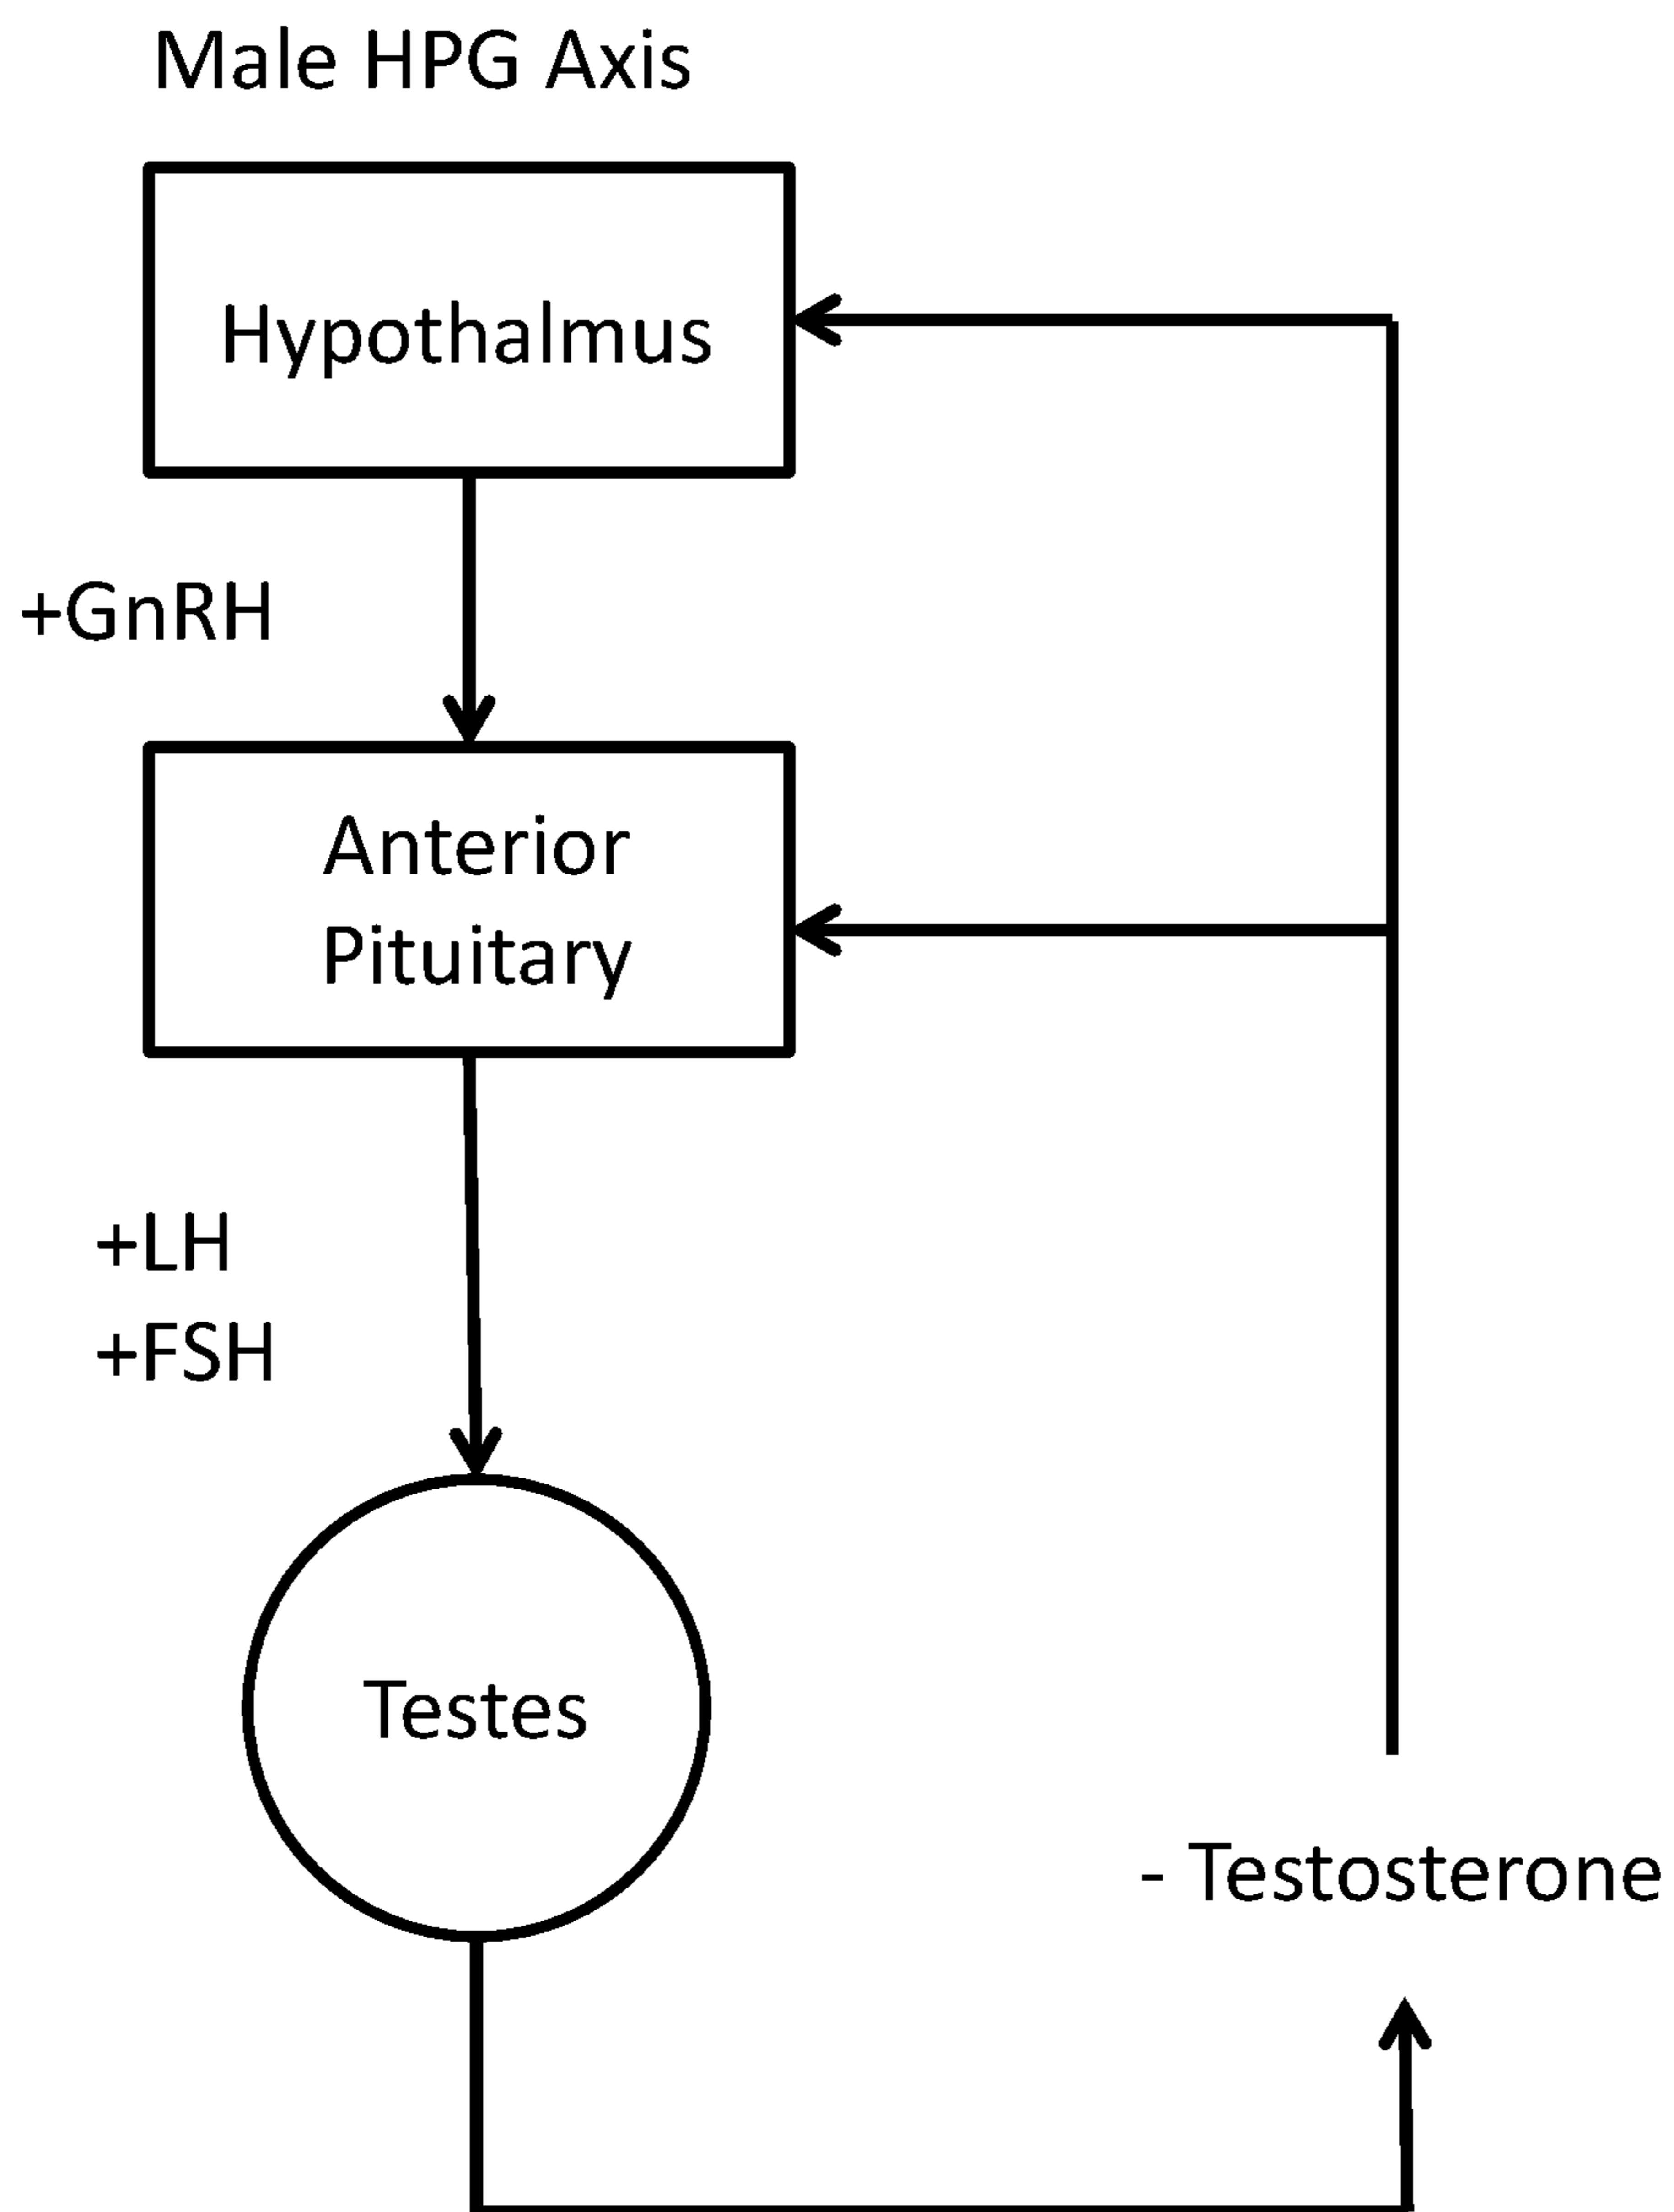 Male HPG Axis
Hypothalmus
+GnRH
Anterior
Pituitary
+LH
+FSH
Testes
- Testosterone